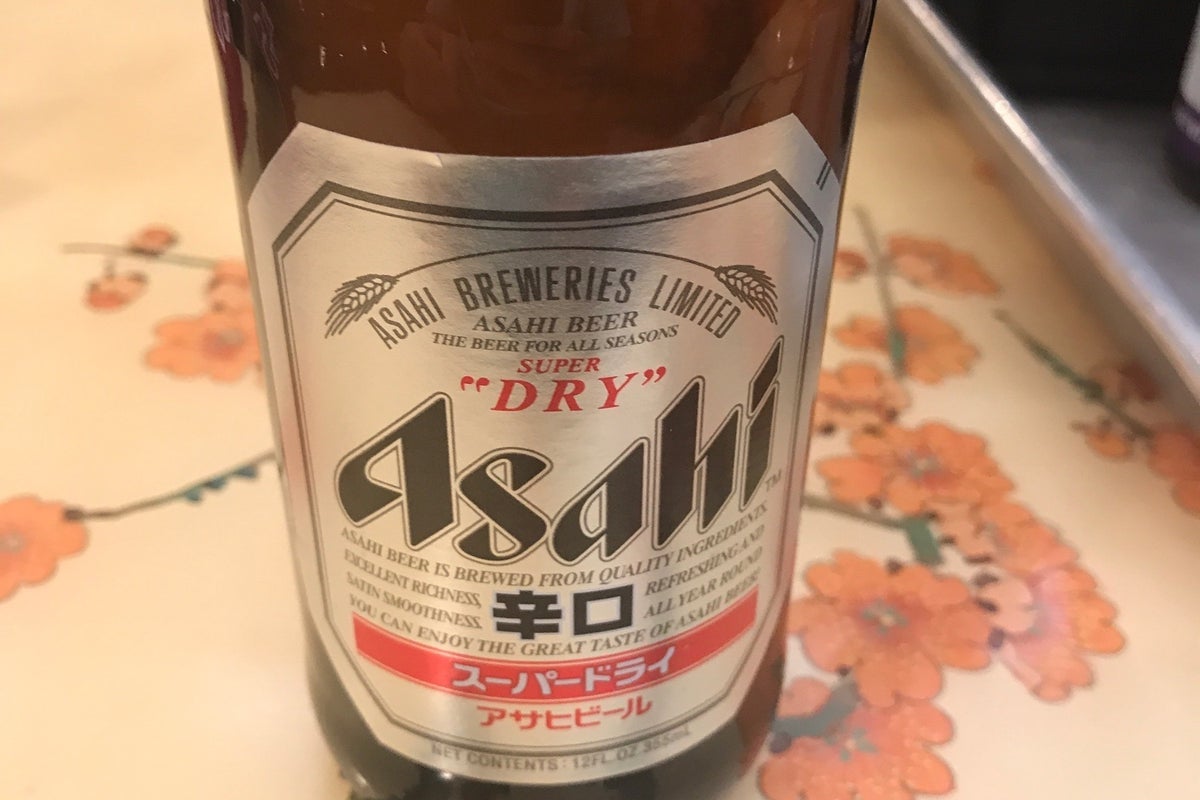 ASAHI BREWERIES LIMITED
ASAHI BEER
THE BEER FOR ALL SEASONS
SUPER
"DRY"
Asahi TM
ASAHI BEER IS BREWED FROM QUALITY INGREDIENTS.
EXCELLENT RICHNESS, REFRESHING AND
SATIN SMOOTHNESS. ALL YEAR ROUND
辛口
YOU CAN ENJOY THE GREAT TASTE OF ASAHI BEER.
スーパードライ
アサヒビール
NET CONTENTS : 12FL. OZ. 355mL